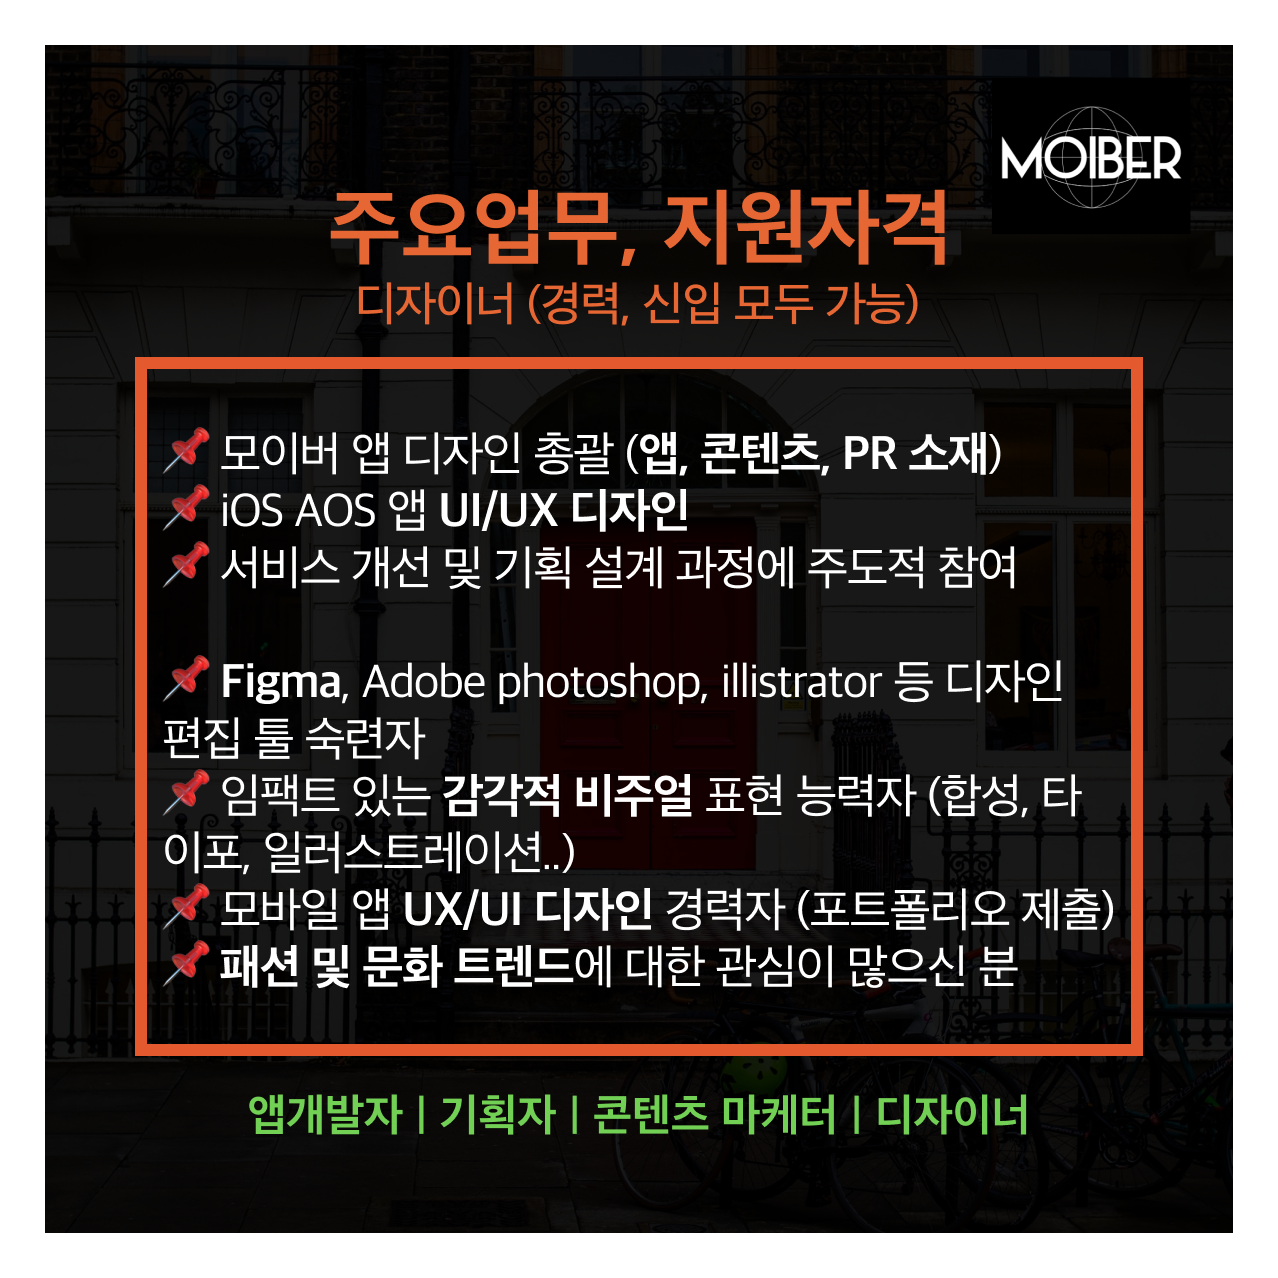 MOIBER
주요업무, 지원자격
디자이너 (경력, 신입 모두 가능)
📌 모이버 앱 디자인 총괄 (앱, 콘텐츠, PR 소재)
📌 iOS AOS 앱 UI/UX 디자인
📌 서비스 개선 및 기획 설계 과정에 주도적 참여
📌 Figma, Adobe photoshop, illistrator 등 디자인
편집 툴 숙련자
📌 임팩트 있는 감각적 비주얼 표현 능력자 (합성, 타
이포, 일러스트레이션..)
📌 모바일 앱 UX/UI 디자인 경력자 (포트폴리오 제출)
📌 패션 및 문화 트렌드에 대한 관심이 많으신 분
앱개발자 | 기획자 | 콘텐츠 마케터 | 디자이너